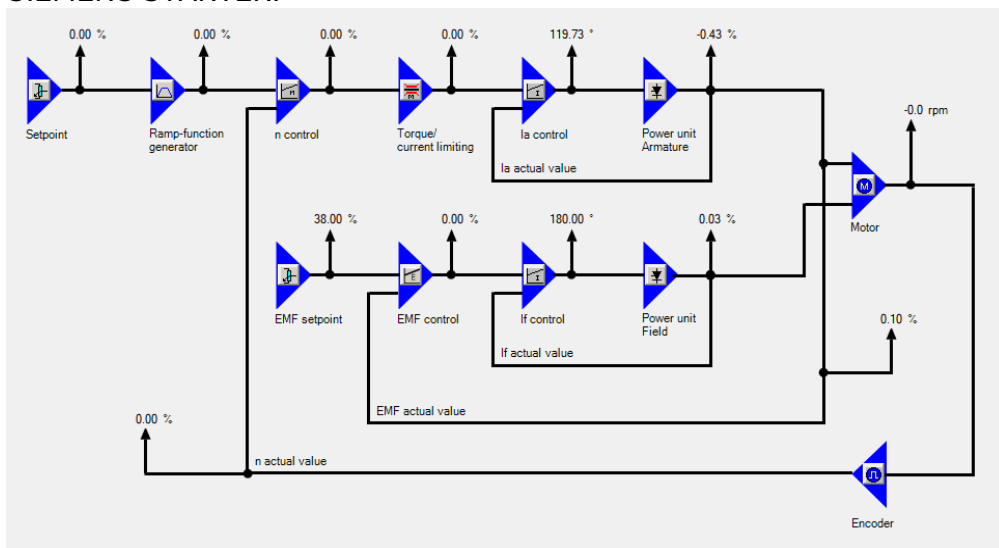 SIEMENS STARTER.
0.00 %
0.00 %
0.00 %
0.00 %
119.73 °
-0.43 %
-0.0 rpm
Setpoint
Ramp-function
generator
n control
Torque/
current limiting
Ia control
Power unit
Armature
Ia actual value
Motor
38.00 %
0.00 %
180.00 °
0.03 %
EMF setpoint
EMF control
If control
Power unit
Field
0.10 %
If actual value
EMF actual value
0.00 %
n actual value
Encoder